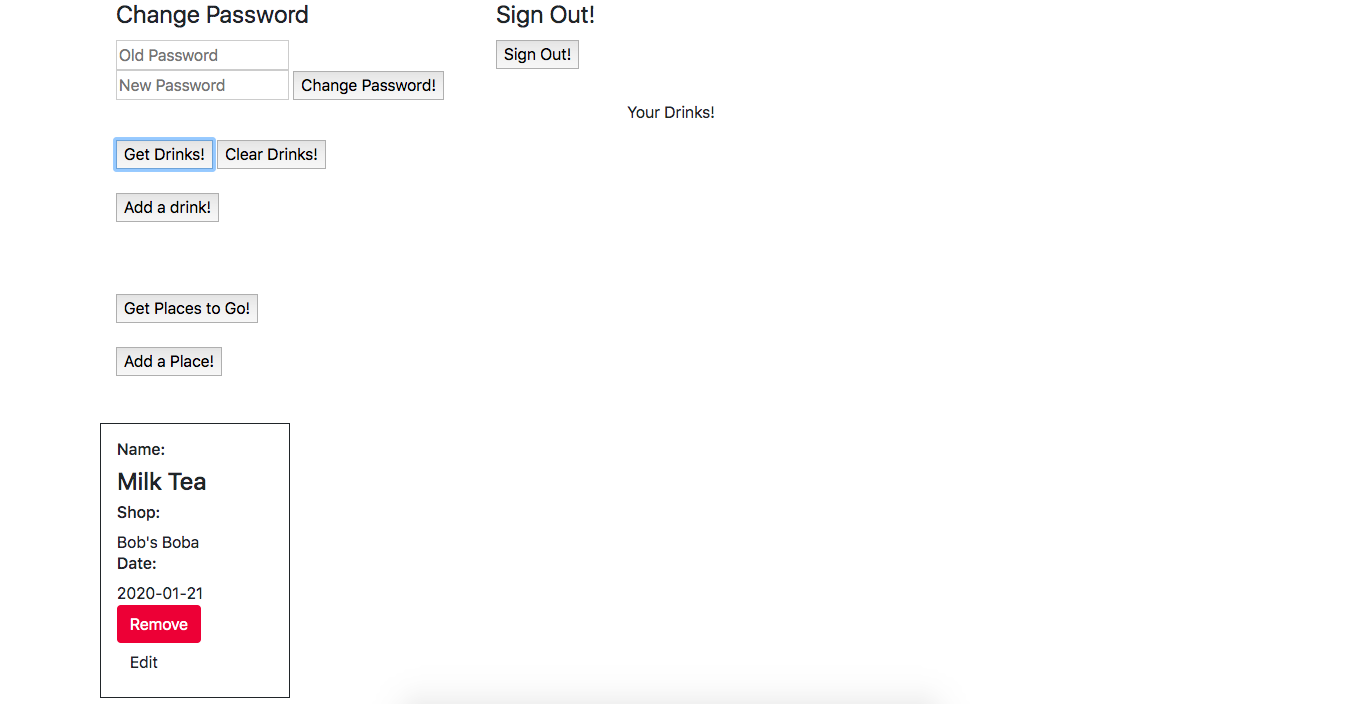 Change Password
Sign Out!
Old Password
Sign Out!
New Password
Change Password!
Your Drinks!
Get Drinks!
Clear Drinks!
Add a drink!
Get Places to Go!
Add a Place!
Name:
Milk Tea
Shop:
Bob's Boba
Date:
2020-01-21
Remove
Edit